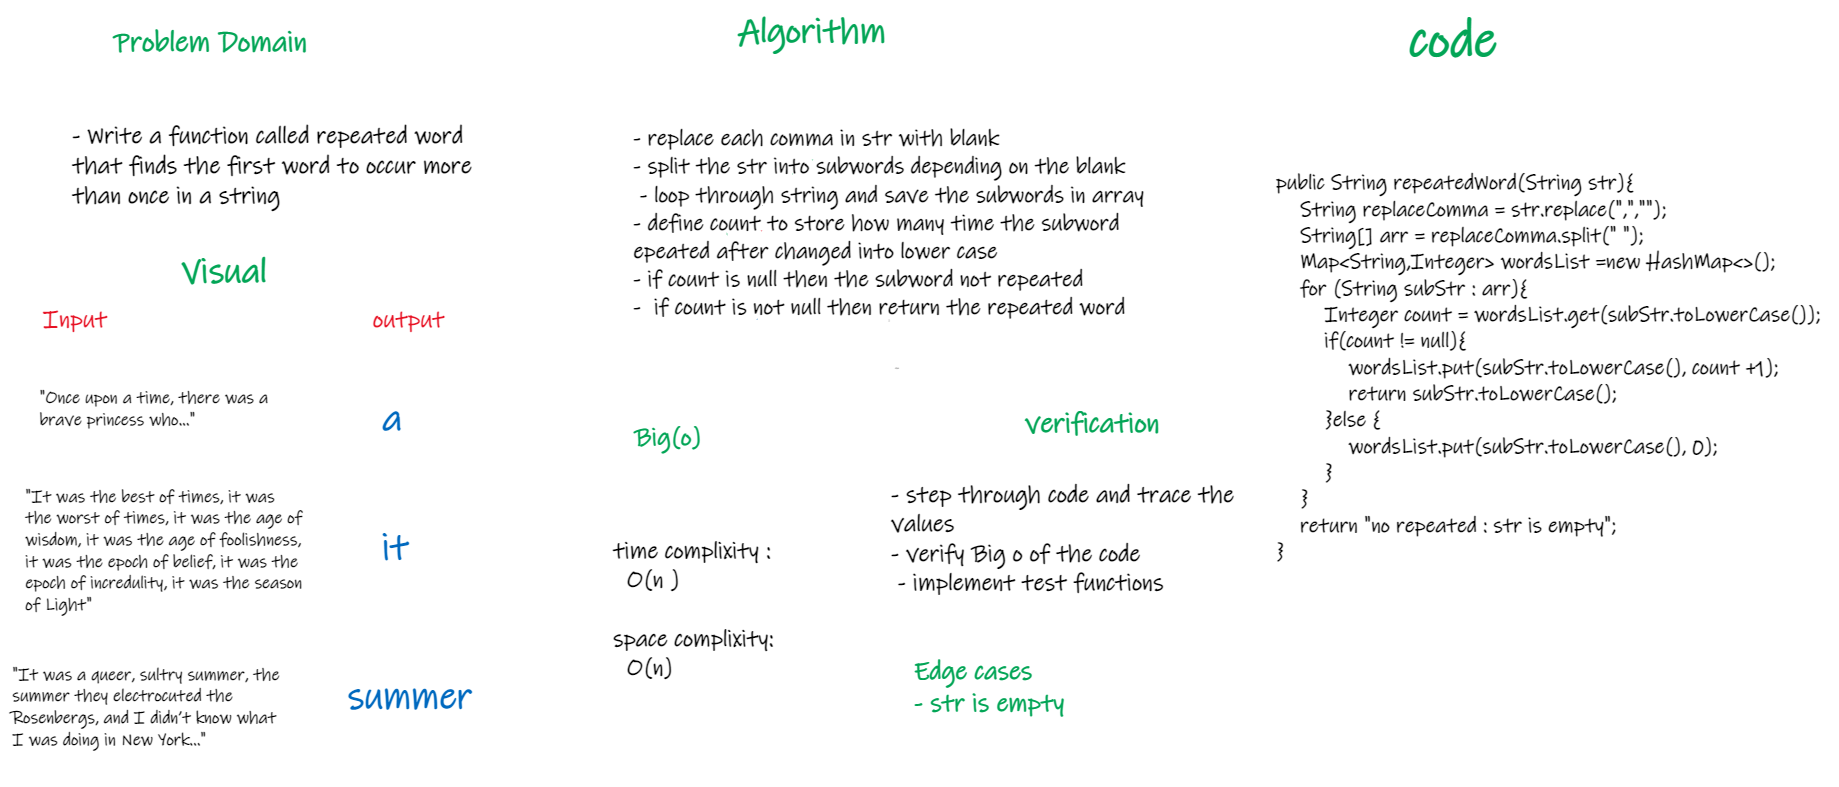 Problem Domain
- Write a function called repeated word
that finds the first word to occur more
than once in a string
Visual
Input output
"Once upon a time, there was a
brave princess who..."
a
"It was the best of times, it was
the worst of times, it was the age of
wisdom, it was the age of foolishness,
it was the epoch of belief, it was the
epoch of incredulity, it was the season
of Light"
it
"It was a queer, sultry summer, the
summer they electrocuted the
Rosenbergs, and I didn’t know what
I was doing in New York..."
summer
Algorithm
- replace each comma in str with blank
- split the str into subwords depending on the blank
- loop through string and save the subwords in array
- define count to store how many time the subword
epeated after changed into lower case
- if count is null then the subword not repeated
- if count is not null then return the repeated word
Big(o)
time complixity :
O(n )
space complixity:
O(n)
verification
- step through code and trace the
values
- verify Big o of the code
- implement test functions
Edge cases
- str is empty
code
public String repeatedWord(String str){
String replaceComma = str.replace(",","");
String[] arr = replaceComma.split(" ");
Map<String,Integer> wordsList =new HashMap<>();
for (String subStr : arr){
Integer count = wordsList.get(subStr.toLowerCase());
if(count != null){
wordsList.put(subStr.toLowerCase(), count +1);
return subStr.toLowerCase();
}else {
wordsList.put(subStr.toLowerCase(), 0);
}
}
return "no repeated : str is empty";
}